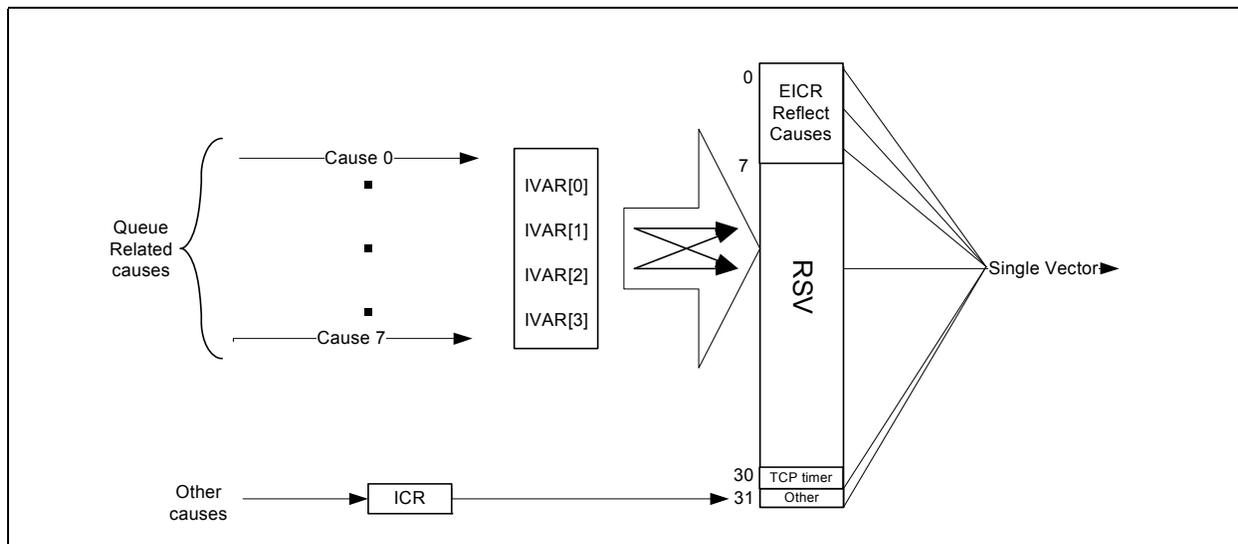 0
EICR
Reflect
Causes
7
Cause 0
IVAR[0]
IVAR[1]
IVAR[2]
IVAR[3]
Queue
Related
causes
Cause 7
RSV
Single Vector
30
TCP timer
31
Other
Other
causes
ICR